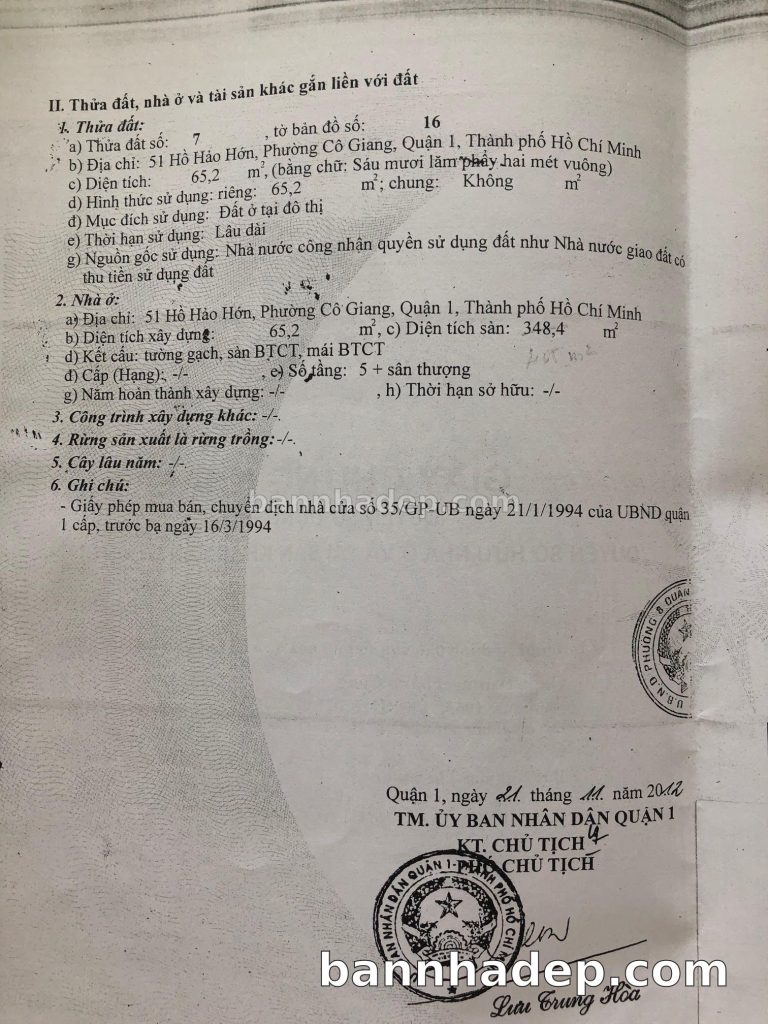 II. Thửa đất, nhà ở và tài sản khác gắn liền với đất
1. Thửa đất:
a) Thửa đất số: 7 , tờ bản đồ số: 16
b) Địa chỉ: 51 Hồ Hảo Hớn, Phường Cô Giang, Quận 1, Thành phố Hồ Chí Minh
c) Diện tích: 65,2 m², (bằng chữ: Sáu mươi lăm phẩy hai mét vuông)
d) Hình thức sử dụng: riêng: 65,2 m²; chung: Không m²
đ) Mục đích sử dụng: Đất ở tại đô thị
e) Thời hạn sử dụng: Lâu dài
g) Nguồn gốc sử dụng: Nhà nước công nhận quyền sử dụng đất như Nhà nước giao đất có
thu tiền sử dụng đất
2. Nhà ở:
a) Địa chỉ: 51 Hồ Hảo Hớn, Phường Cô Giang, Quận 1, Thành phố Hồ Chí Minh
b) Diện tích xây dựng: 65,2 m², c) Diện tích sàn: 348,4 m²
d) Kết cấu: tường gạch, sàn BTCT, mái BTCT
đ) Cấp (Hạng): -/- , e) Số tầng: 5 + sân thượng
g) Năm hoàn thành xây dựng: -/- , h) Thời hạn sở hữu: -/-
3. Công trình xây dựng khác: -/-.
4. Rừng sản xuất là rừng trồng: -/-.
5. Cây lâu năm: -/-.
6. Ghi chú:
bannhadep.com
- Giấy phép mua bán, chuyển dịch nhà cửa số 35/GP-UB ngày 21/1/1994 của UBND quận
1 cấp, trước bạ ngày 16/3/1994
U.B.N.D PHƯỜNG 8 QUẬN
Quận 1, ngày 21 tháng 11 năm 2012
TM. ỦY BAN NHÂN DÂN QUẬN 1
KT. CHỦ TỊCH
PHÓ CHỦ TỊCH
BAN NHÂN DÂN QUẬN 1 - THÀNH PHỐ HỒ CHÍ
bannhadep.com
Lưu Trung Hòa